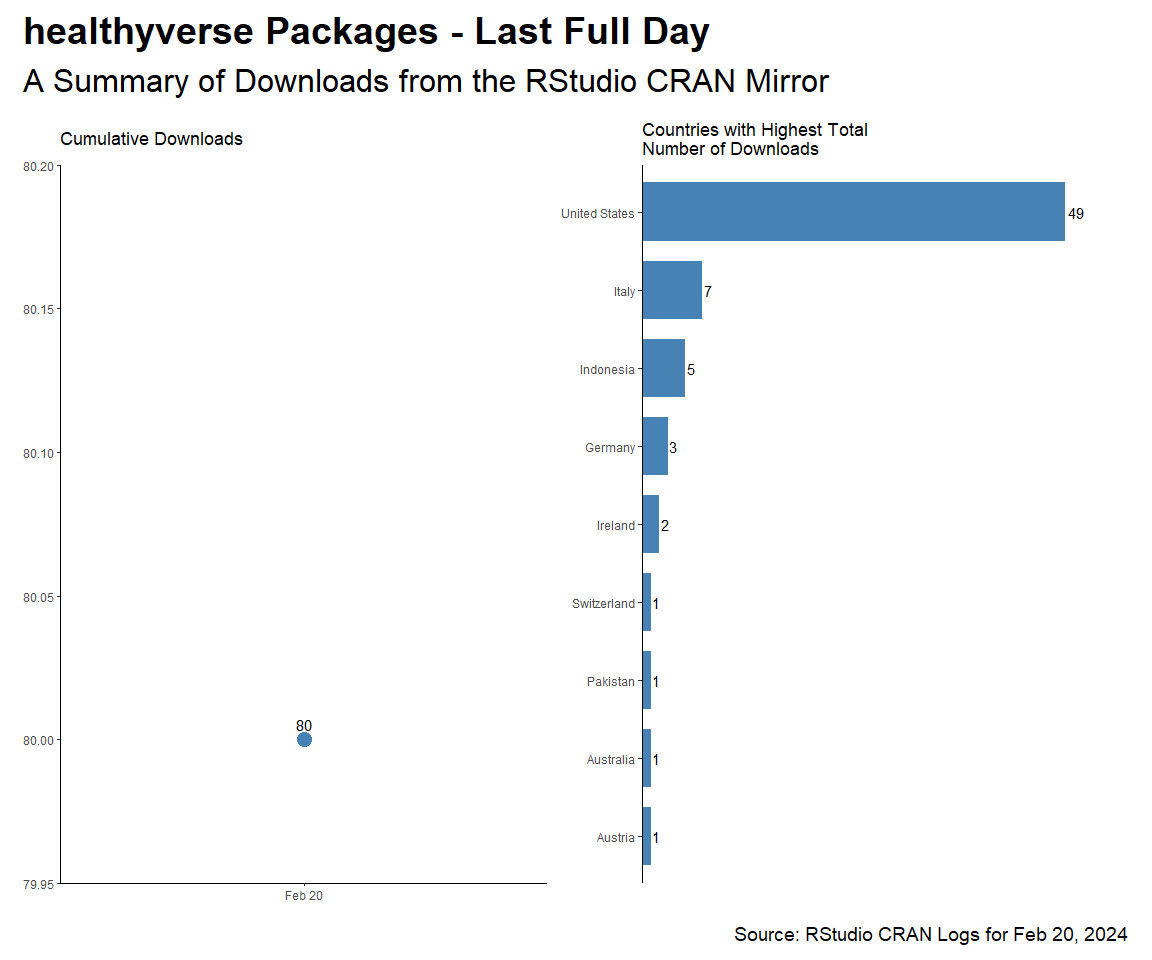 healthyverse Packages - Last Full Day
A Summary of Downloads from the RStudio CRAN Mirror
Cumulative Downloads
80.20
80.15
80.10
80.05
80.00
79.95
80
Feb 20
Countries with Highest Total
Number of Downloads
United States 49
Italy 7
Indonesia 5
Germany 3
Ireland 2
Switzerland 1
Pakistan 1
Australia 1
Austria 1
Source: RStudio CRAN Logs for Feb 20, 2024